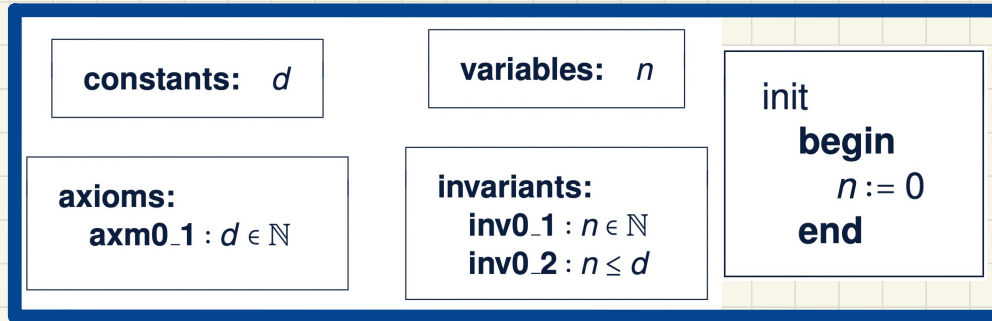 constants: d
variables: n
axioms:
axm0_1 : d ∈ ℕ
invariants:
inv0_1 : n ∈ ℕ
inv0_2 : n ≤ d
init
begin
n := 0
end